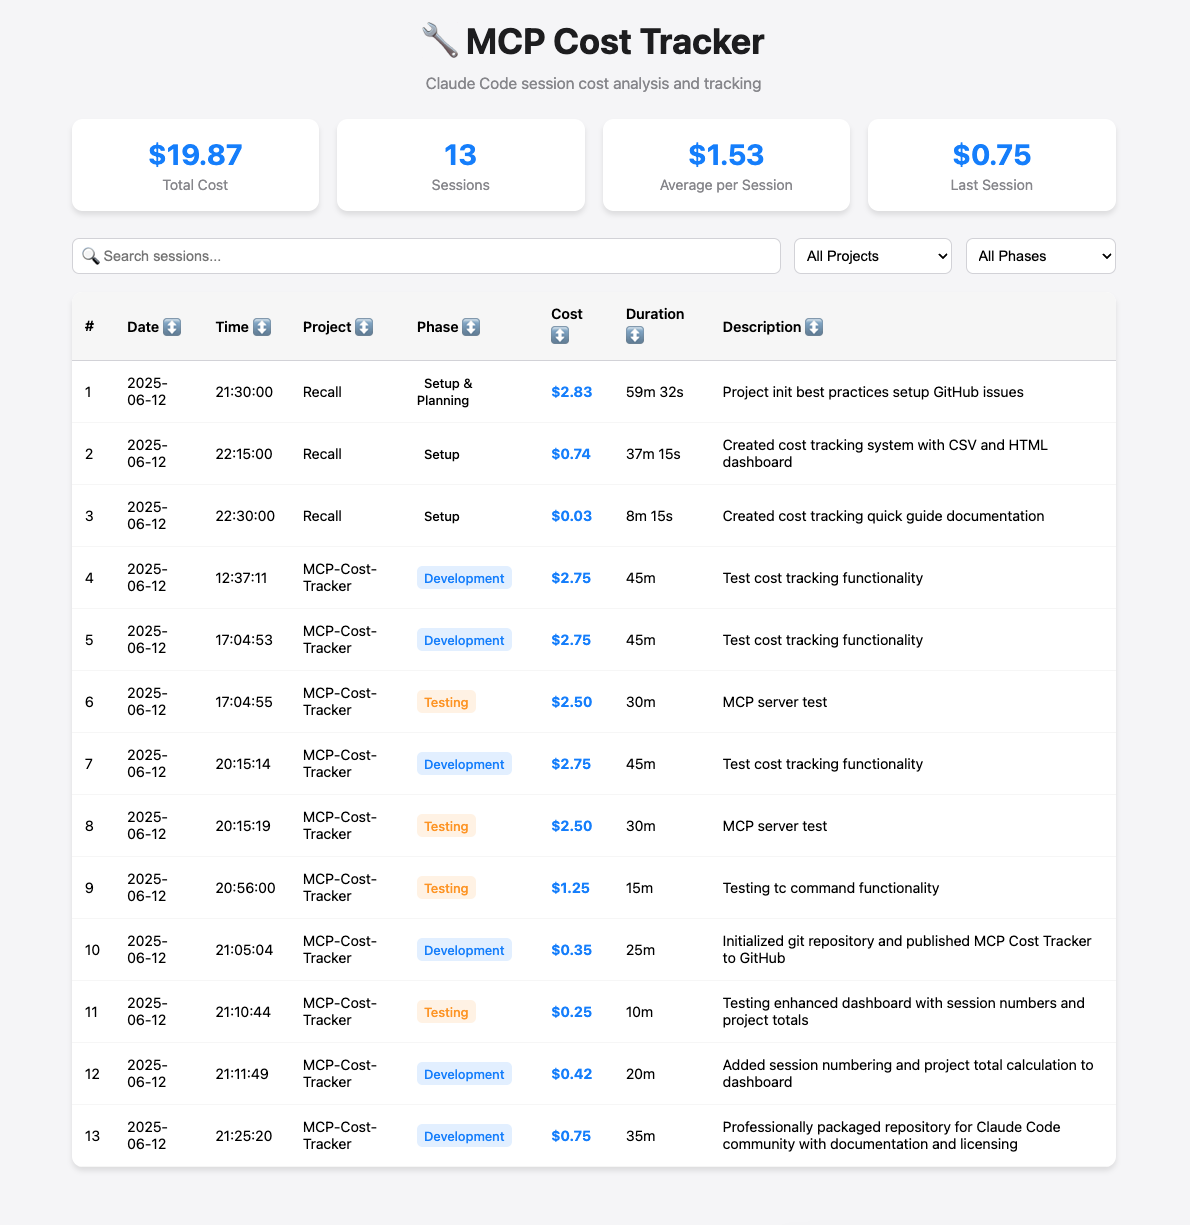 🔧 MCP Cost Tracker
Claude Code session cost analysis and tracking
$19.87
Total Cost
13
Sessions
$1.53
Average per Session
$0.75
Last Session
🔍 Search sessions...
All Projects
All Phases
# Date ↕️ Time ↕️ Project ↕️ Phase ↕️ Cost ↕️ Duration ↕️ Description ↕️
1
2025-
06-12
21:30:00
Recall
Setup &
Planning
$2.83
59m 32s
Project init best practices setup GitHub issues
2
2025-
06-12
22:15:00
Recall
Setup
$0.74
37m 15s
Created cost tracking system with CSV and HTML
dashboard
3
2025-
06-12
22:30:00
Recall
Setup
$0.03
8m 15s
Created cost tracking quick guide documentation
4
2025-
06-12
12:37:11
MCP-Cost-
Tracker
Development
$2.75
45m
Test cost tracking functionality
5
2025-
06-12
17:04:53
MCP-Cost-
Tracker
Development
$2.75
45m
Test cost tracking functionality
6
2025-
06-12
17:04:55
MCP-Cost-
Tracker
Testing
$2.50
30m
MCP server test
7
2025-
06-12
20:15:14
MCP-Cost-
Tracker
Development
$2.75
45m
Test cost tracking functionality
8
2025-
06-12
20:15:19
MCP-Cost-
Tracker
Testing
$2.50
30m
MCP server test
9
2025-
06-12
20:56:00
MCP-Cost-
Tracker
Testing
$1.25
15m
Testing tc command functionality
10
2025-
06-12
21:05:04
MCP-Cost-
Tracker
Development
$0.35
25m
Initialized git repository and published MCP Cost Tracker
to GitHub
11
2025-
06-12
21:10:44
MCP-Cost-
Tracker
Testing
$0.25
10m
Testing enhanced dashboard with session numbers and
project totals
12
2025-
06-12
21:11:49
MCP-Cost-
Tracker
Development
$0.42
20m
Added session numbering and project total calculation to
dashboard
13
2025-
06-12
21:25:20
MCP-Cost-
Tracker
Development
$0.75
35m
Professionally packaged repository for Claude Code
community with documentation and licensing